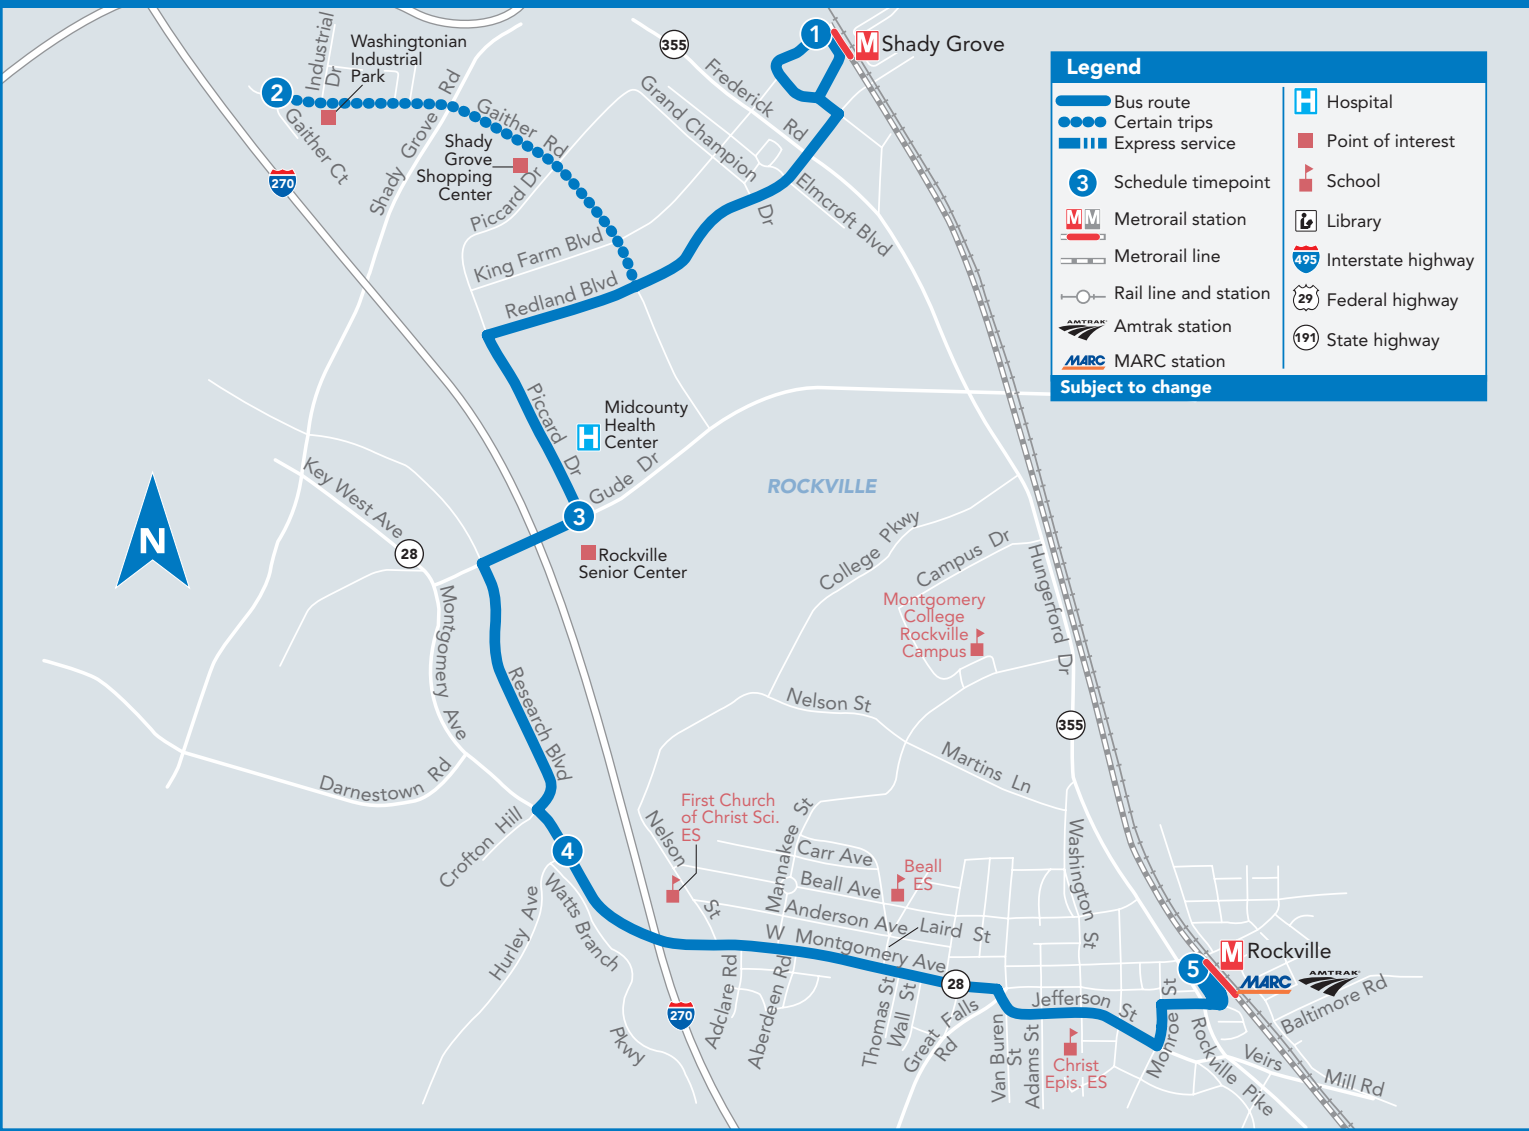 Industrial
Dr
Washingtonian
Industrial
Park
2
Gaither Ct
Shady Grove Rd
Gaither Rd
Shady
Grove
Shopping
Center
Piccard Dr
King Farm Blvd
Redland Blvd
270
355
Frederick Rd
Grand Champion
Dr
Elmcroft Blvd
1
M Shady Grove
Legend
Bus route
Certain trips
Express service
3 Schedule timepoint
M M Metrorail station
Metrorail line
Rail line and station
AMTRAK
Amtrak station
MARC MARC station
H Hospital
Point of interest
School
Library
495 Interstate highway
29 Federal highway
191 State highway
Subject to change
Piccard Dr
H
Midcounty
Health
Center
Gude Dr
3
Rockville
Senior Center
ROCKVILLE
N
Key West Ave
28
Montgomery Ave
Research Blvd
Darnestown Rd
College Pkwy
Campus Dr
Montgomery
College
Rockville
Campus
Hungerford Dr
355
Nelson St
Martins Ln
Crofton Hill
4
Hurley Ave
Watts Branch
Pkwy
First Church
of Christ Sci.
ES
Nelson
St
Mannakee St
Carr Ave
Beall Ave
Beall
ES
Anderson Ave
Laird St
W Montgomery Ave
Washington St
28
270
Adclare Rd
Aberdeen Rd
Thomas St
Wall St
Great Falls
Rd
Van Buren
St
Adams St
Jefferson St
Christ
Epis. ES
Monroe St
5
M Rockville
MARC
AMTRAK
Baltimore Rd
Rockville Pike
Veirs Mill Rd